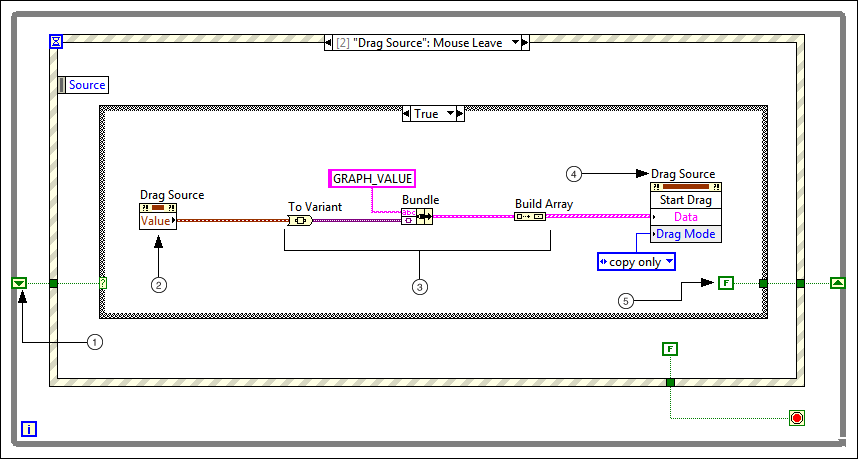 [2] "Drag Source": Mouse Leave
Source
True
GRAPH_VALUE
4
Drag Source
Drag Source
To Variant
Bundle
Build Array
Start Drag
Value
abc
Data
Drag Mode
copy only
2
3
5
?
F
1
F
i